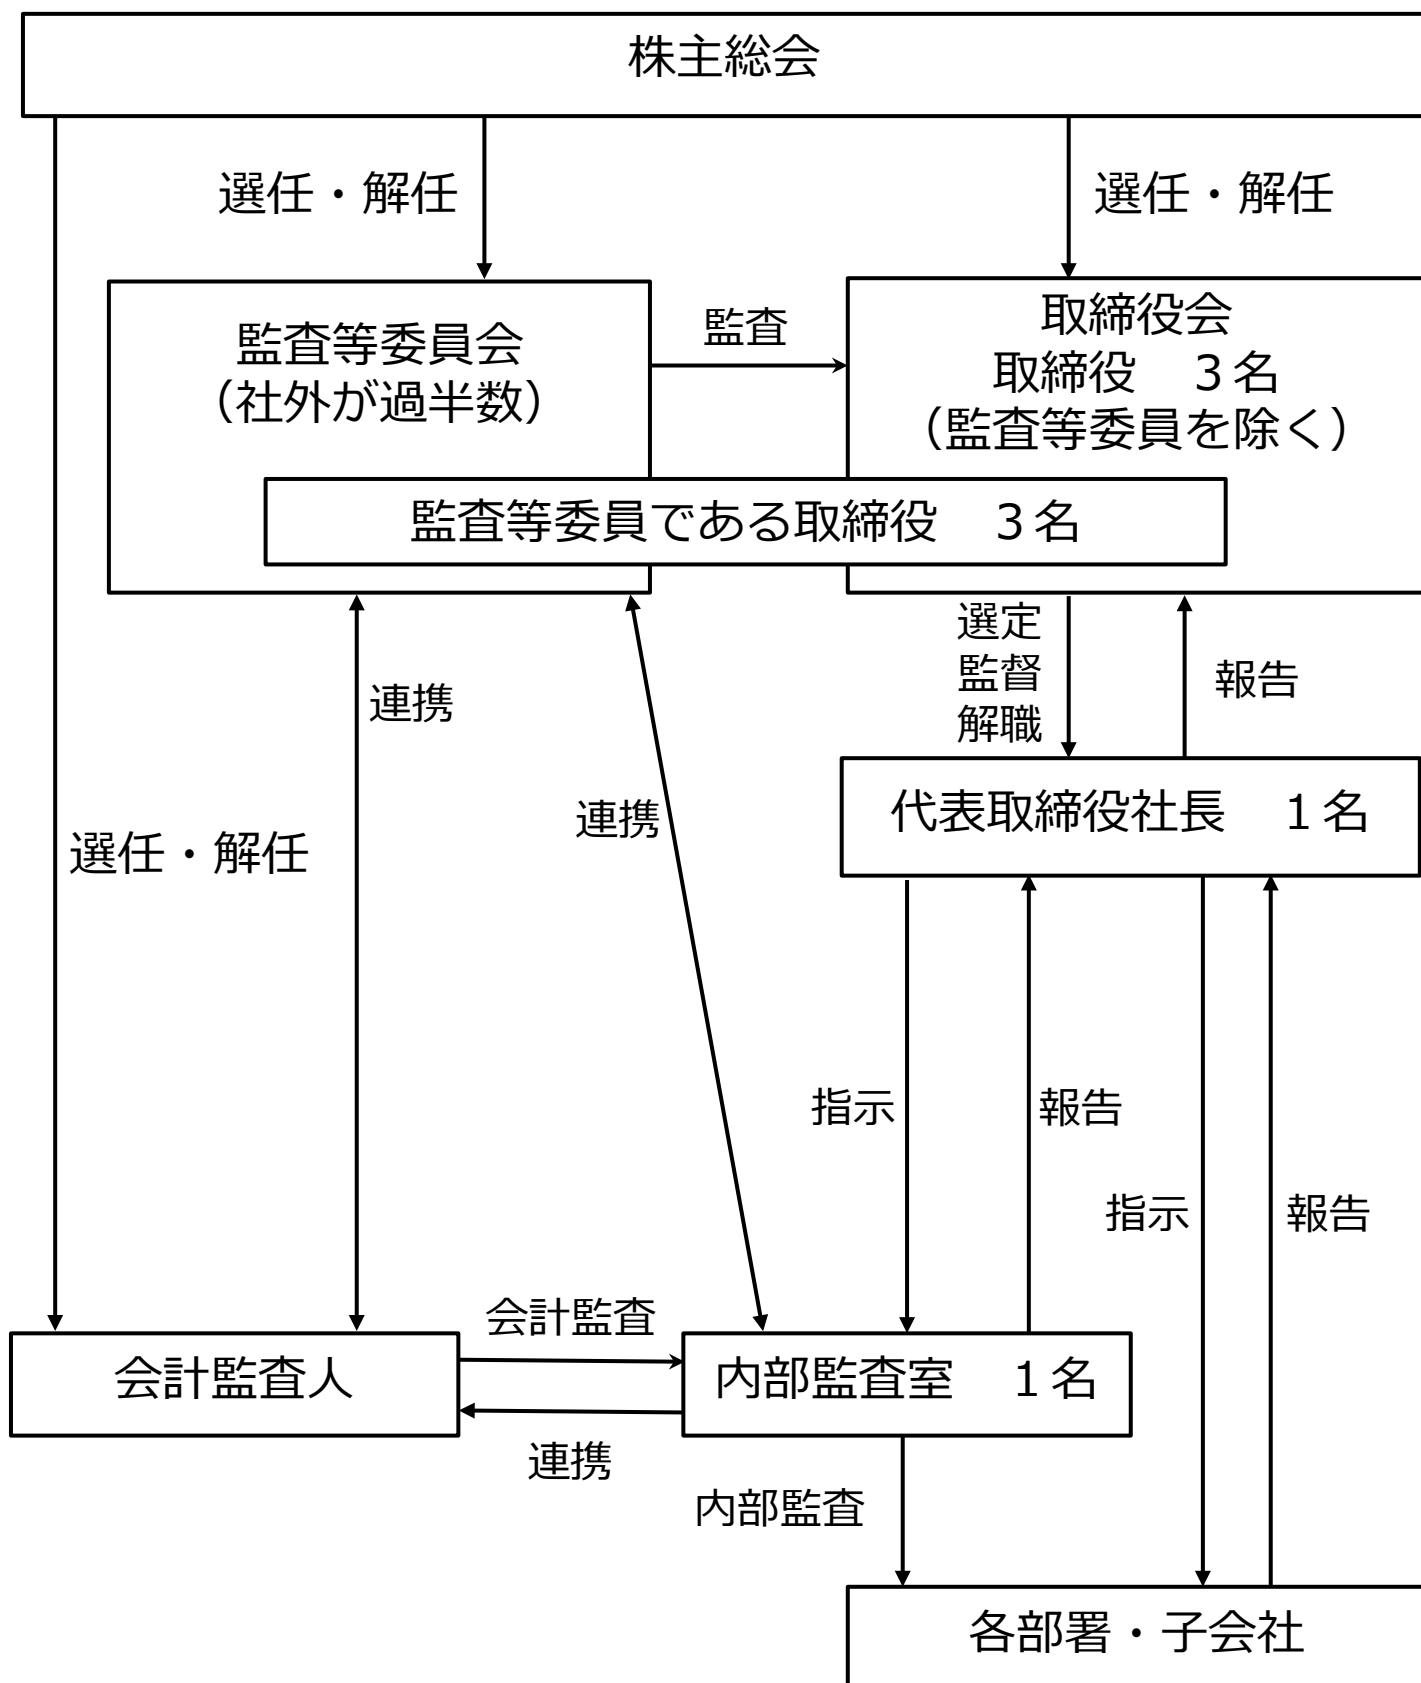 株主総会
選任・解任
選任・解任
監査等委員会
（社外が過半数）
監査
取締役会
取締役　３名
（監査等委員を除く）
監査等委員である取締役　３名
選定
監督
解職
報告
連携
連携
代表取締役社長　１名
選任・解任
指示
報告
指示
報告
会計監査
会計監査人
内部監査室　１名
連携
内部監査
各部署・子会社